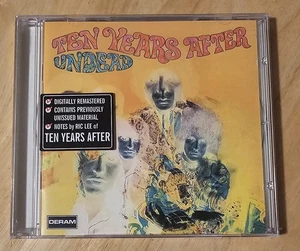 TEN YEARS AFTER
UNDEAD
DIGITALLY REMASTERED
CONTAINS PREVIOUSLY
UNISSUED MATERIAL
NOTES by RIC LEE of
TEN YEARS AFTER
DERAM